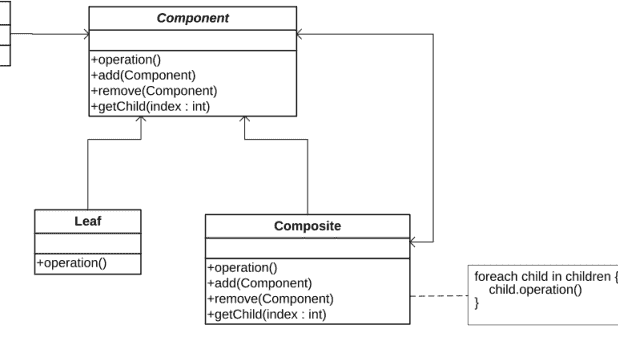 Component
+operation()
+add(Component)
+remove(Component)
+getChild(index : int)
Leaf
+operation()
Composite
+operation()
+add(Component)
+remove(Component)
+getChild(index : int)
foreach child in children {
child.operation()
}